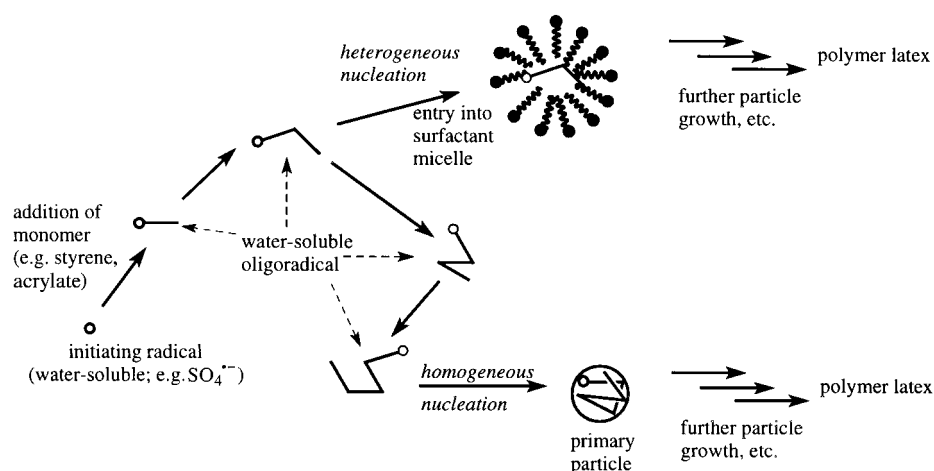 heterogeneous
nucleation
entry into
surfactant
micelle
further particle
growth, etc.
polymer latex
addition of
monomer
(e.g. styrene,
acrylate)
water-soluble
oligoradical
initiating radical
(water-soluble; e.g. SO₄•⁻)
homogeneous
nucleation
primary
particle
further particle
growth, etc.
polymer latex